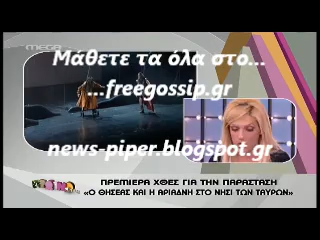 MEGA
Μάθετε τα όλα στο...
...freegossip.gr
news-piper.blogspot.gr
ΠΡΕΜΙΕΡΑ ΧΘΕΣ ΓΙΑ ΤΗΝ ΠΑΡΑΣΤΑΣΗ
«Ο ΘΗΣΕΑΣ ΚΑΙ Η ΑΡΙΑΔΝΗ ΣΤΟ ΝΗΣΙ ΤΩΝ ΤΑΥΡΩΝ»